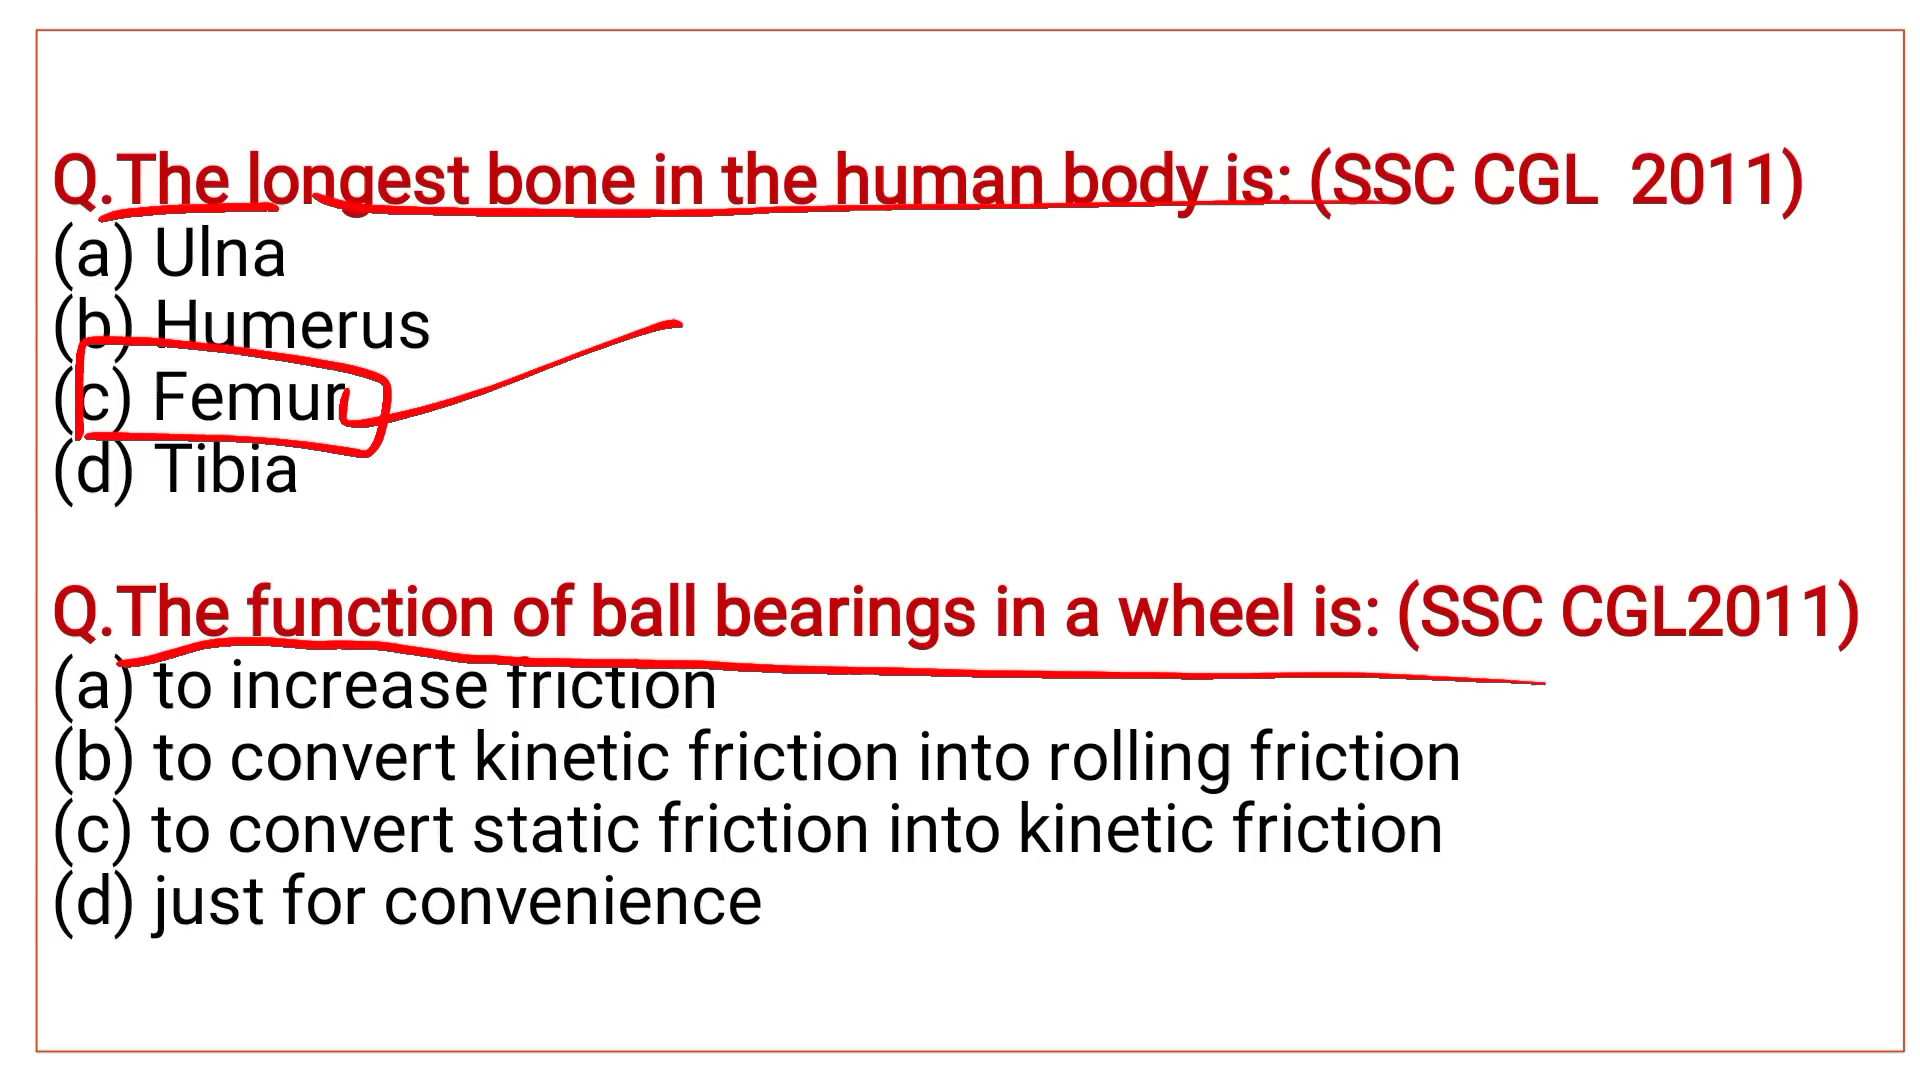 Q.The longest bone in the human body is: (SSC CGL 2011)
(a) Ulna
(b) Humerus
(c) Femur
(d) Tibia
Q.The function of ball bearings in a wheel is: (SSC CGL2011)
(a) to increase friction
(b) to convert kinetic friction into rolling friction
(c) to convert static friction into kinetic friction
(d) just for convenience